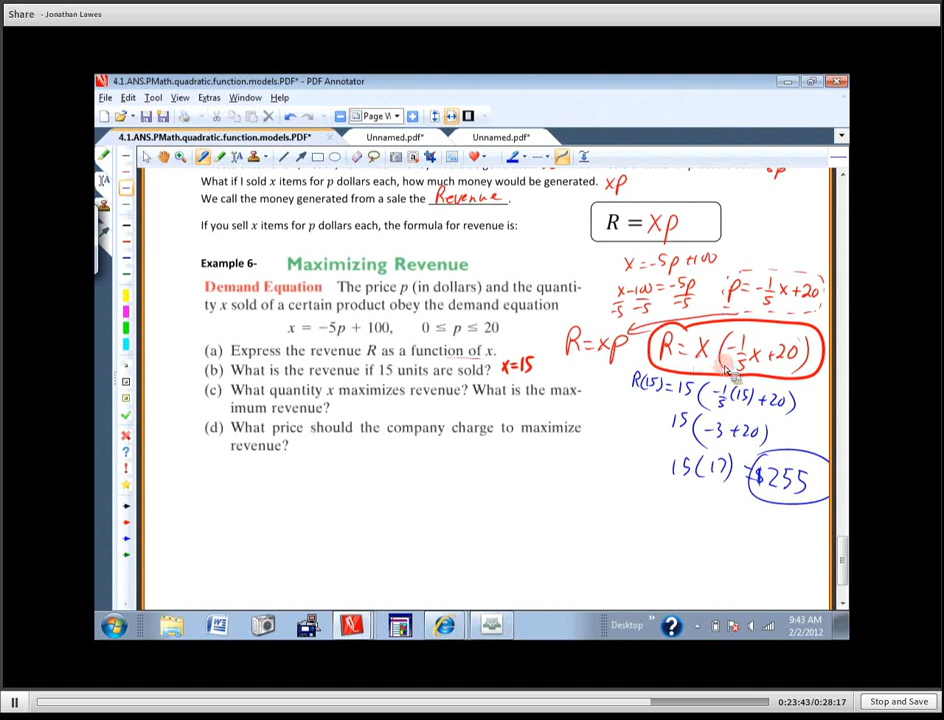 Share - Jonathan Lawes
4.1.ANS.PMath.quadratic.function.models.PDF* - PDF Annotator
File Edit Tool View Extras Window Help
Page W
4.1.ANS.PMath.quadratic.function.models.PDF* Unnamed.pdf* Unnamed.pdf*
What if I sold x items for p dollars each, how much money would be generated. xp
We call the money generated from a sale the Revenue.
If you sell x items for p dollars each, the formula for revenue is:
R = xp
Example 6- Maximizing Revenue
x = -5p + 100
Demand Equation The price p (in dollars) and the quanti-
ty x sold of a certain product obey the demand equation
x = −5p + 100, 0 ≤ p ≤ 20
x-100 = -5p
-5 -5 -5
p = -1/5 x + 20
R = xp R = x (-1/5 x + 20)
(a) Express the revenue R as a function of x.
(b) What is the revenue if 15 units are sold? x=15
(c) What quantity x maximizes revenue? What is the max-
imum revenue?
(d) What price should the company charge to maximize
revenue?
R(15) = 15 (-1/5 (15) + 20)
15 (-3 + 20)
15 (17) = $255
Desktop
9:43 AM
2/2/2012
0:23:43/0:28:17 Stop and Save